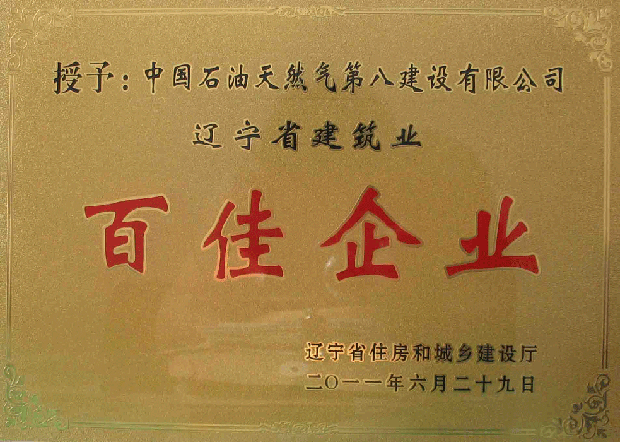 授予：中国石油天然气第八建设有限公司
辽宁省建筑业
百佳企业
辽宁省住房和城乡建设厅
二〇一一年六月二十九日